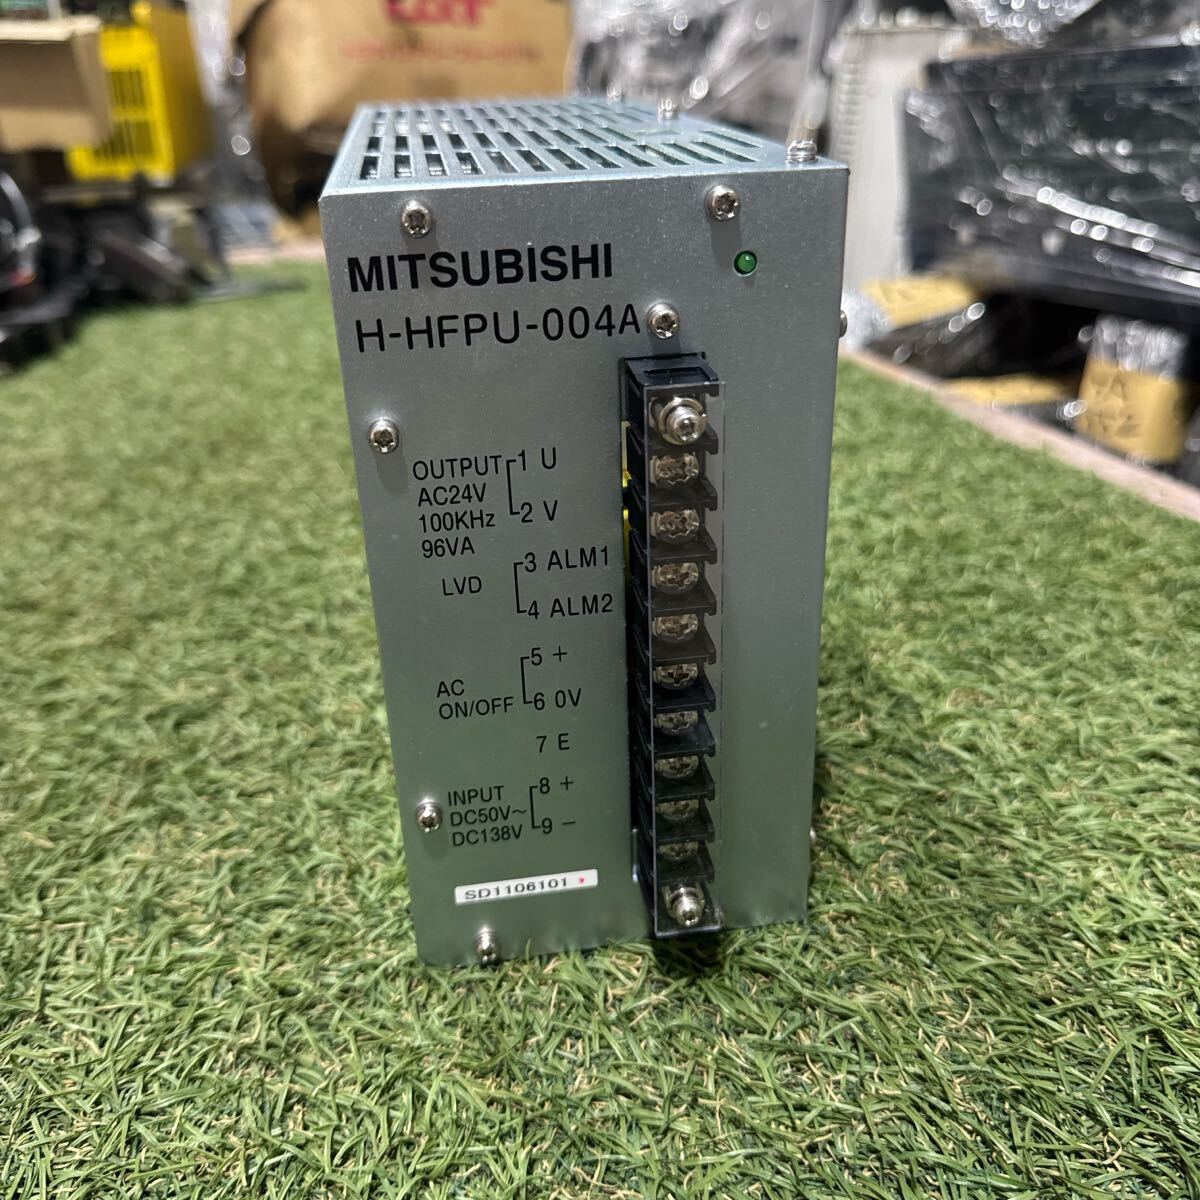 MITSUBISHI
H-HFPU-004A
OUTPUT 1 U
AC24V
100KHz 2 V
96VA
3 ALM1
LVD
4 ALM2
5 +
AC
ON/OFF 6 0V
7 E
INPUT 8 +
DC50V~
DC138V 9 −
SD1106101